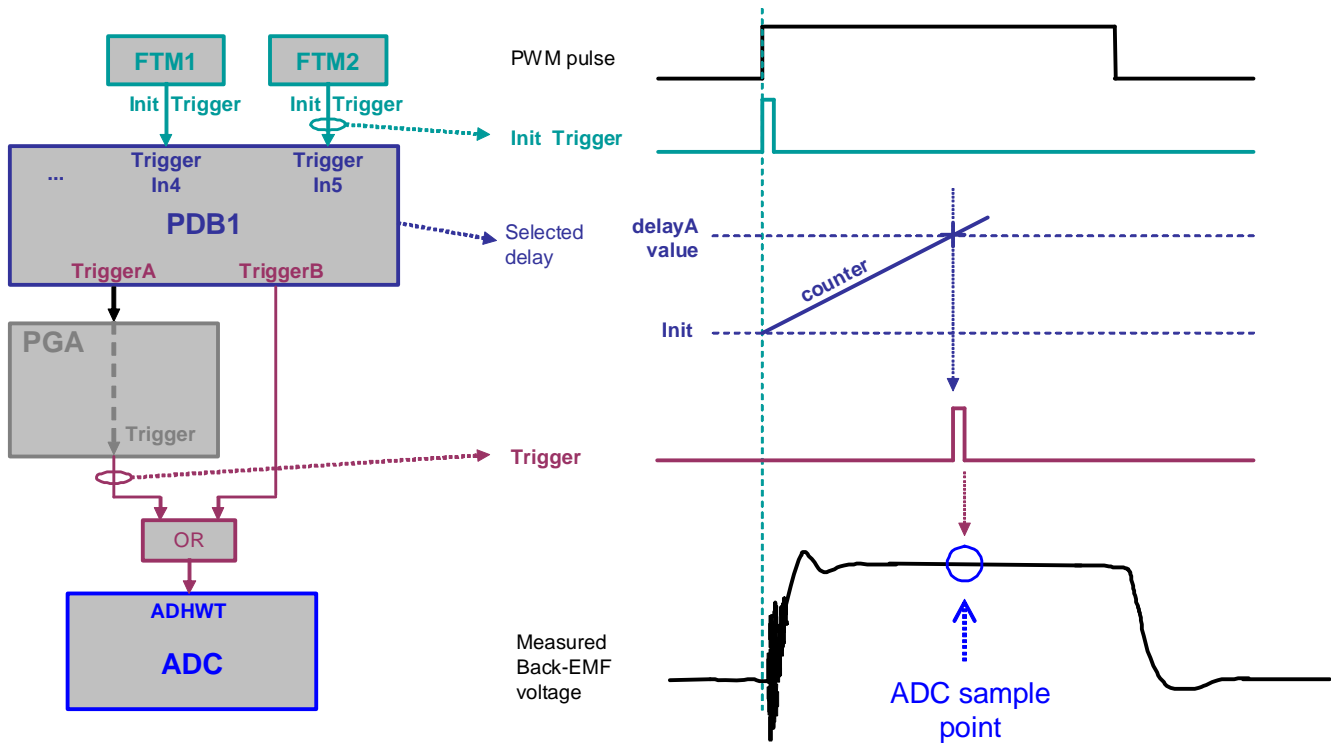 FTM1
FTM2
Init Trigger
Init Trigger
...
Trigger
In4
Trigger
In5
PDB1
TriggerA
TriggerB
PGA
Trigger
OR
ADHWT
ADC
PWM pulse
Init Trigger
Selected
delay
delayA
value
counter
Init
Trigger
Measured
Back-EMF
voltage
ADC sample
point